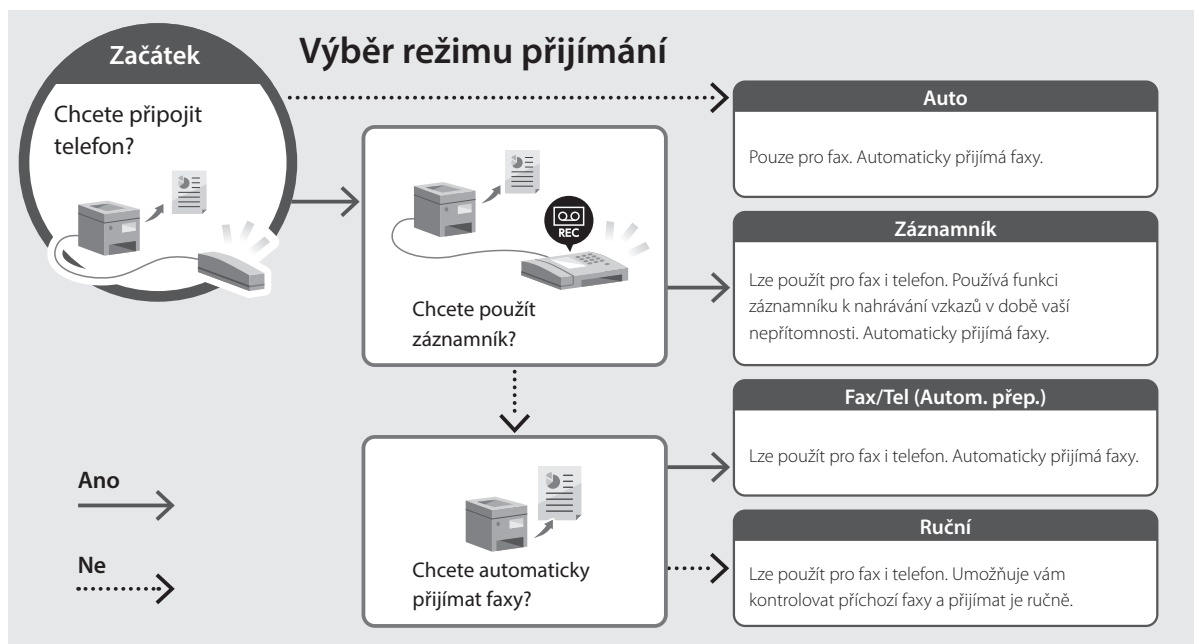 Výběr režimu přijímání
Začátek
Chcete připojit
telefon?
Auto
Pouze pro fax. Automaticky přijímá faxy.
REC
Chcete použít
záznamník?
Záznamník
Lze použít pro fax i telefon. Používá funkci
záznamníku k nahrávání vzkazů v době vaší
nepřítomnosti. Automaticky přijímá faxy.
Chcete automaticky
přijímat faxy?
Fax/Tel (Autom. přep.)
Lze použít pro fax i telefon. Automaticky přijímá faxy.
Ruční
Lze použít pro fax i telefon. Umožňuje vám
kontrolovat příchozí faxy a přijímat je ručně.
Ano
Ne